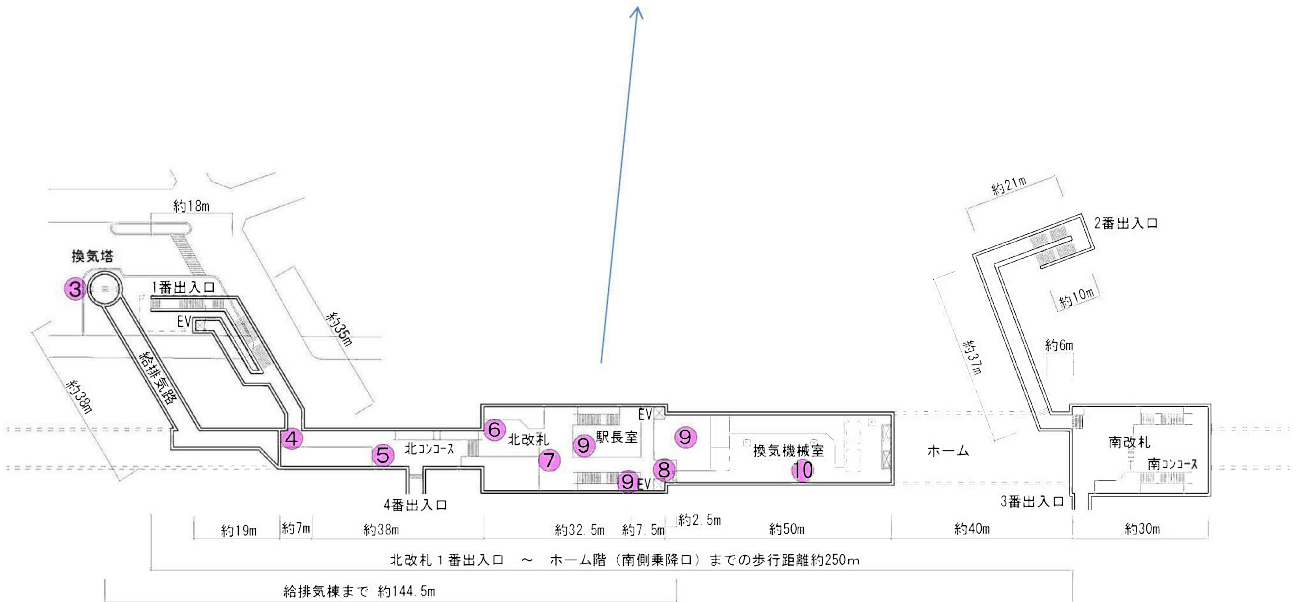 約18m
約21m
2番出入口
換気塔
③
1番出入口
EV
約10m
約35m
約37m
約6m
給排気路
約39m
④
⑤
北コンコース
⑥
北改札
⑦
⑨
駅長室
EV
⑨
⑧
⑨
EV
換気機械室
⑩
ホーム
南改札
南コンコース
4番出入口
3番出入口
約19m
約7m
約38m
約32.5m
約7.5m
約2.5m
約50m
約40m
約30m
北改札1番出入口 ～ ホーム階（南側乗降口）までの歩行距離約250m
給排気棟まで 約144.5m